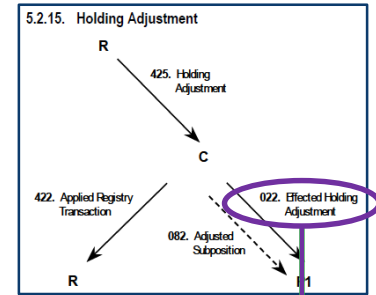 5.2.15. Holding Adjustment
R
425. Holding
Adjustment
C
422. Applied Registry
Transaction
022. Effected Holding
Adjustment
082. Adjusted
Subposition
R
P1